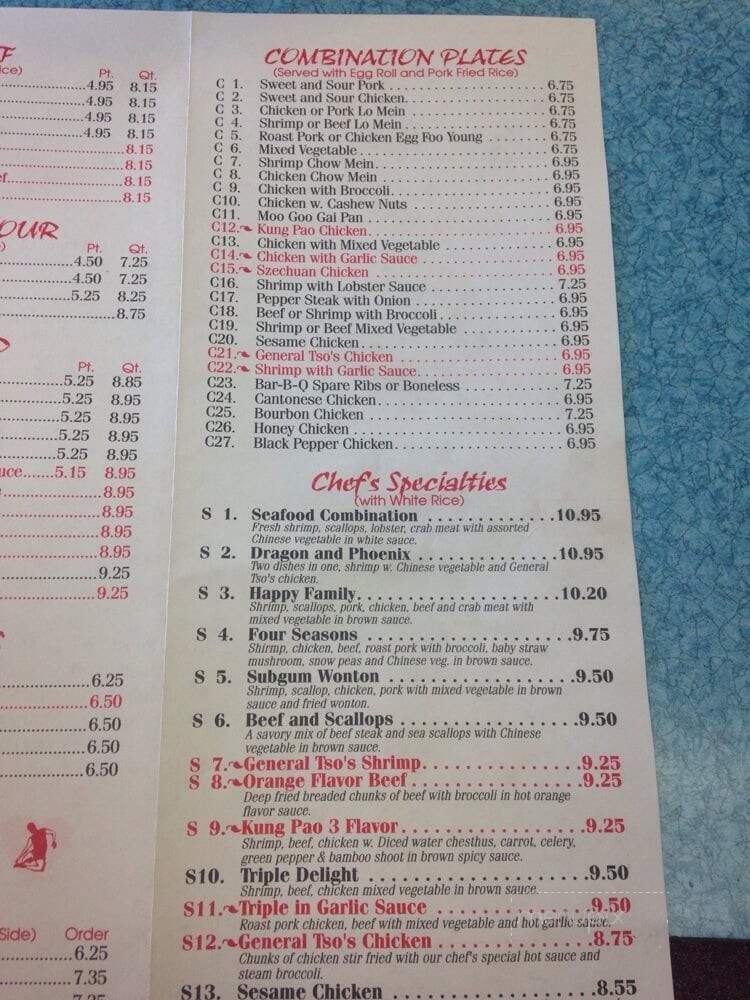 F
ice) Pt. Qt.
4.95 8.15
4.95 8.15
4.95 8.15
4.95 8.15
8.15
8.15
ef 8.15
8.15
OUR
) Pt. Qt.
4.50 7.25
4.50 7.25
5.25 8.25
8.75
Pt. Qt.
5.25 8.85
5.25 8.95
5.25 8.95
5.25 8.95
5.25 8.95
uce.......5.15 8.95
8.95
8.95
8.95
8.95
9.25
9.25
6.25
6.50
6.50
6.50
6.50
Side) Order
6.25
7.35
COMBINATION PLATES
(Served with Egg Roll and Pork Fried Rice)
C 1. Sweet and Sour Pork 6.75
C 2. Sweet and Sour Chicken 6.75
C 3. Chicken or Pork Lo Mein 6.75
C 4. Shrimp or Beef Lo Mein 6.75
C 5. Roast Pork or Chicken Egg Foo Young 6.75
C 6. Mixed Vegetable 6.75
C 7. Shrimp Chow Mein 6.95
C 8. Chicken Chow Mein 6.95
C 9. Chicken with Broccoli 6.95
C10. Chicken w. Cashew Nuts 6.95
C11. Moo Goo Gai Pan 6.95
C12. Kung Pao Chicken 6.95
C13. Chicken with Mixed Vegetable 6.95
C14. Chicken with Garlic Sauce 6.95
C15. Szechuan Chicken 6.95
C16. Shrimp with Lobster Sauce 7.25
C17. Pepper Steak with Onion 6.95
C18. Beef or Shrimp with Broccoli 6.95
C19. Shrimp or Beef Mixed Vegetable 6.95
C20. Sesame Chicken 6.95
C21. General Tso's Chicken 6.95
C22. Shrimp with Garlic Sauce 6.95
C23. Bar-B-Q Spare Ribs or Boneless 7.25
C24. Cantonese Chicken 6.95
C25. Bourbon Chicken 7.25
C26. Honey Chicken 6.95
C27. Black Pepper Chicken 6.95
Chef's Specialties
(with White Rice)
S 1. Seafood Combination 10.95
Fresh shrimp, scallops, lobster, crab meat with assorted
Chinese vegetable in white sauce.
S 2. Dragon and Phoenix 10.95
Two dishes in one, shrimp w. Chinese vegetable and General
Tso's chicken.
S 3. Happy Family 10.20
Shrimp, scallops, pork, chicken, beef and crab meat with
mixed vegetable in brown sauce.
S 4. Four Seasons 9.75
Shirmp, chicken, beef, roast pork with broccoli, baby straw
mushroom, snow peas and Chinese veg. in brown sauce.
S 5. Subgum Wonton 9.50
Shrimp, scallop, chicken, pork with mixed vegetable in brown
sauce and fried wonton.
S 6. Beef and Scallops 9.50
A savory mix of beef steak and sea scallops with Chinese
vegetable in brown sauce.
S 7. General Tso's Shrimp 9.25
S 8. Orange Flavor Beef 9.25
Deep fried breaded chunks of beef with broccoli in hot orange
flavor sauce.
S 9. Kung Pao 3 Flavor 9.25
Shrimp, beef, chicken w. Diced water chesthus, carrot, celery,
green pepper & bamboo shoot in brown spicy sauce.
S10. Triple Delight 9.50
Shrimp, beef, chicken mixed vegetable in brown sauce.
S11. Triple in Garlic Sauce 9.50
Roast pork chicken, beef with mixed vegetable and hot garlic sauce.
S12. General Tso's Chicken 8.75
Chunks of chicken stir fried with our chef's special hot sauce and
steam broccoli.
S13. Sesame Chicken 8.55